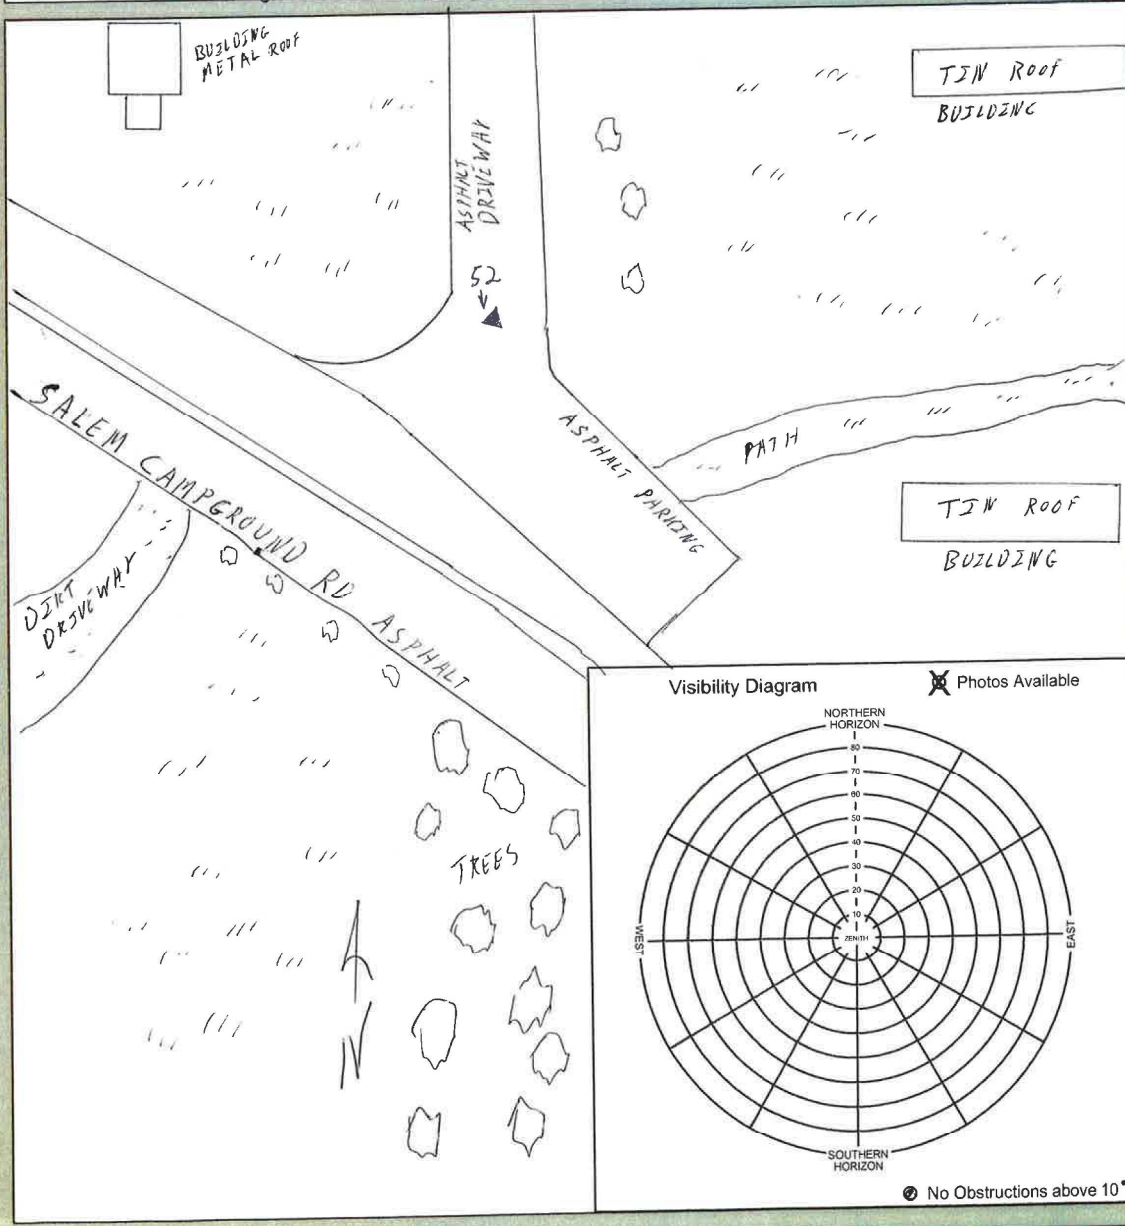 BUILDING
METAL ROOF
TIN ROOF
BUILDING
ASPHALT
DRIVEWAY
52
ASPHALT PARKING
PATH
TIN ROOF
BUILDING
SALEM CAMPGROUND RD ASPHALT
DIRT
DRIVEWAY
TREES
N
Visibility Diagram
Photos Available
NORTHERN
HORIZON
80
70
60
50
40
30
20
10
ZENITH
WEST
EAST
SOUTHERN
HORIZON
No Obstructions above 10°